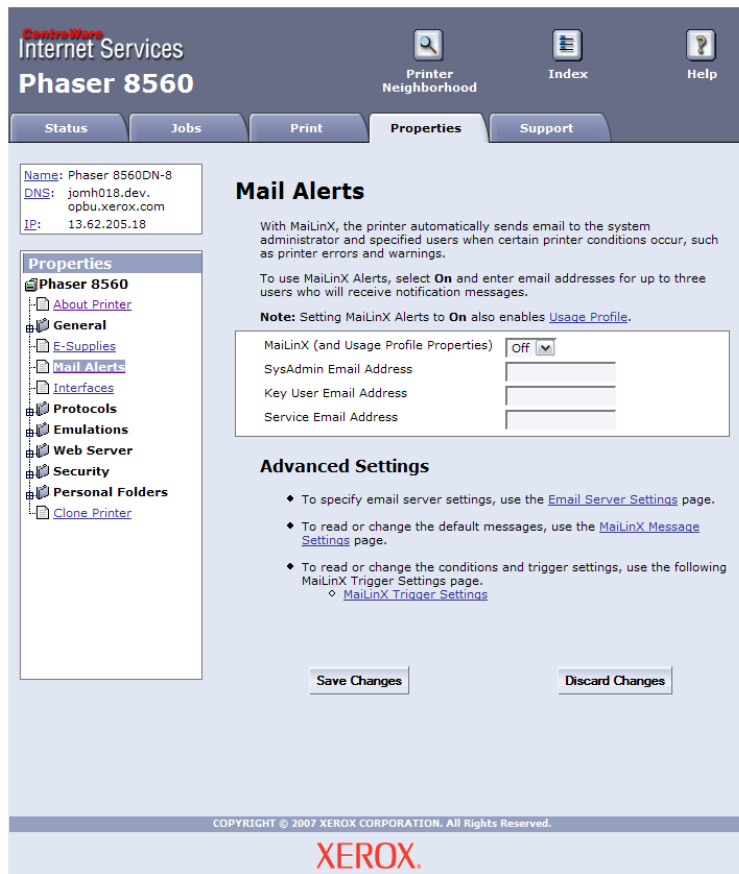 CentreWare
Internet Services
Phaser 8560
Printer
Neighborhood
Index
Help
Status
Jobs
Print
Properties
Support
Name: Phaser 8560DN-8
DNS: jomh018.dev.
opbu.xerox.com
IP: 13.62.205.18
Properties
Phaser 8560
About Printer
General
E-Supplies
Mail Alerts
Interfaces
Protocols
Emulations
Web Server
Security
Personal Folders
Clone Printer
Mail Alerts
With MaiLinX, the printer automatically sends email to the system
administrator and specified users when certain printer conditions occur, such
as printer errors and warnings.
To use MaiLinX Alerts, select On and enter email addresses for up to three
users who will receive notification messages.
Note: Setting MaiLinX Alerts to On also enables Usage Profile.
MaiLinX (and Usage Profile Properties) Off
SysAdmin Email
Address
Key User Email
Address
Service Email
Address
Advanced Settings
To specify email server settings, use the Email Server Settings page.
To read or change the default messages, use the MaiLinX Message
Settings page.
To read or change the conditions and trigger settings, use the following
MaiLinX Trigger Settings page.
MaiLinX Trigger Settings
Save Changes
Discard Changes
COPYRIGHT © 2007 XEROX CORPORATION. All Rights Reserved.
XEROX.